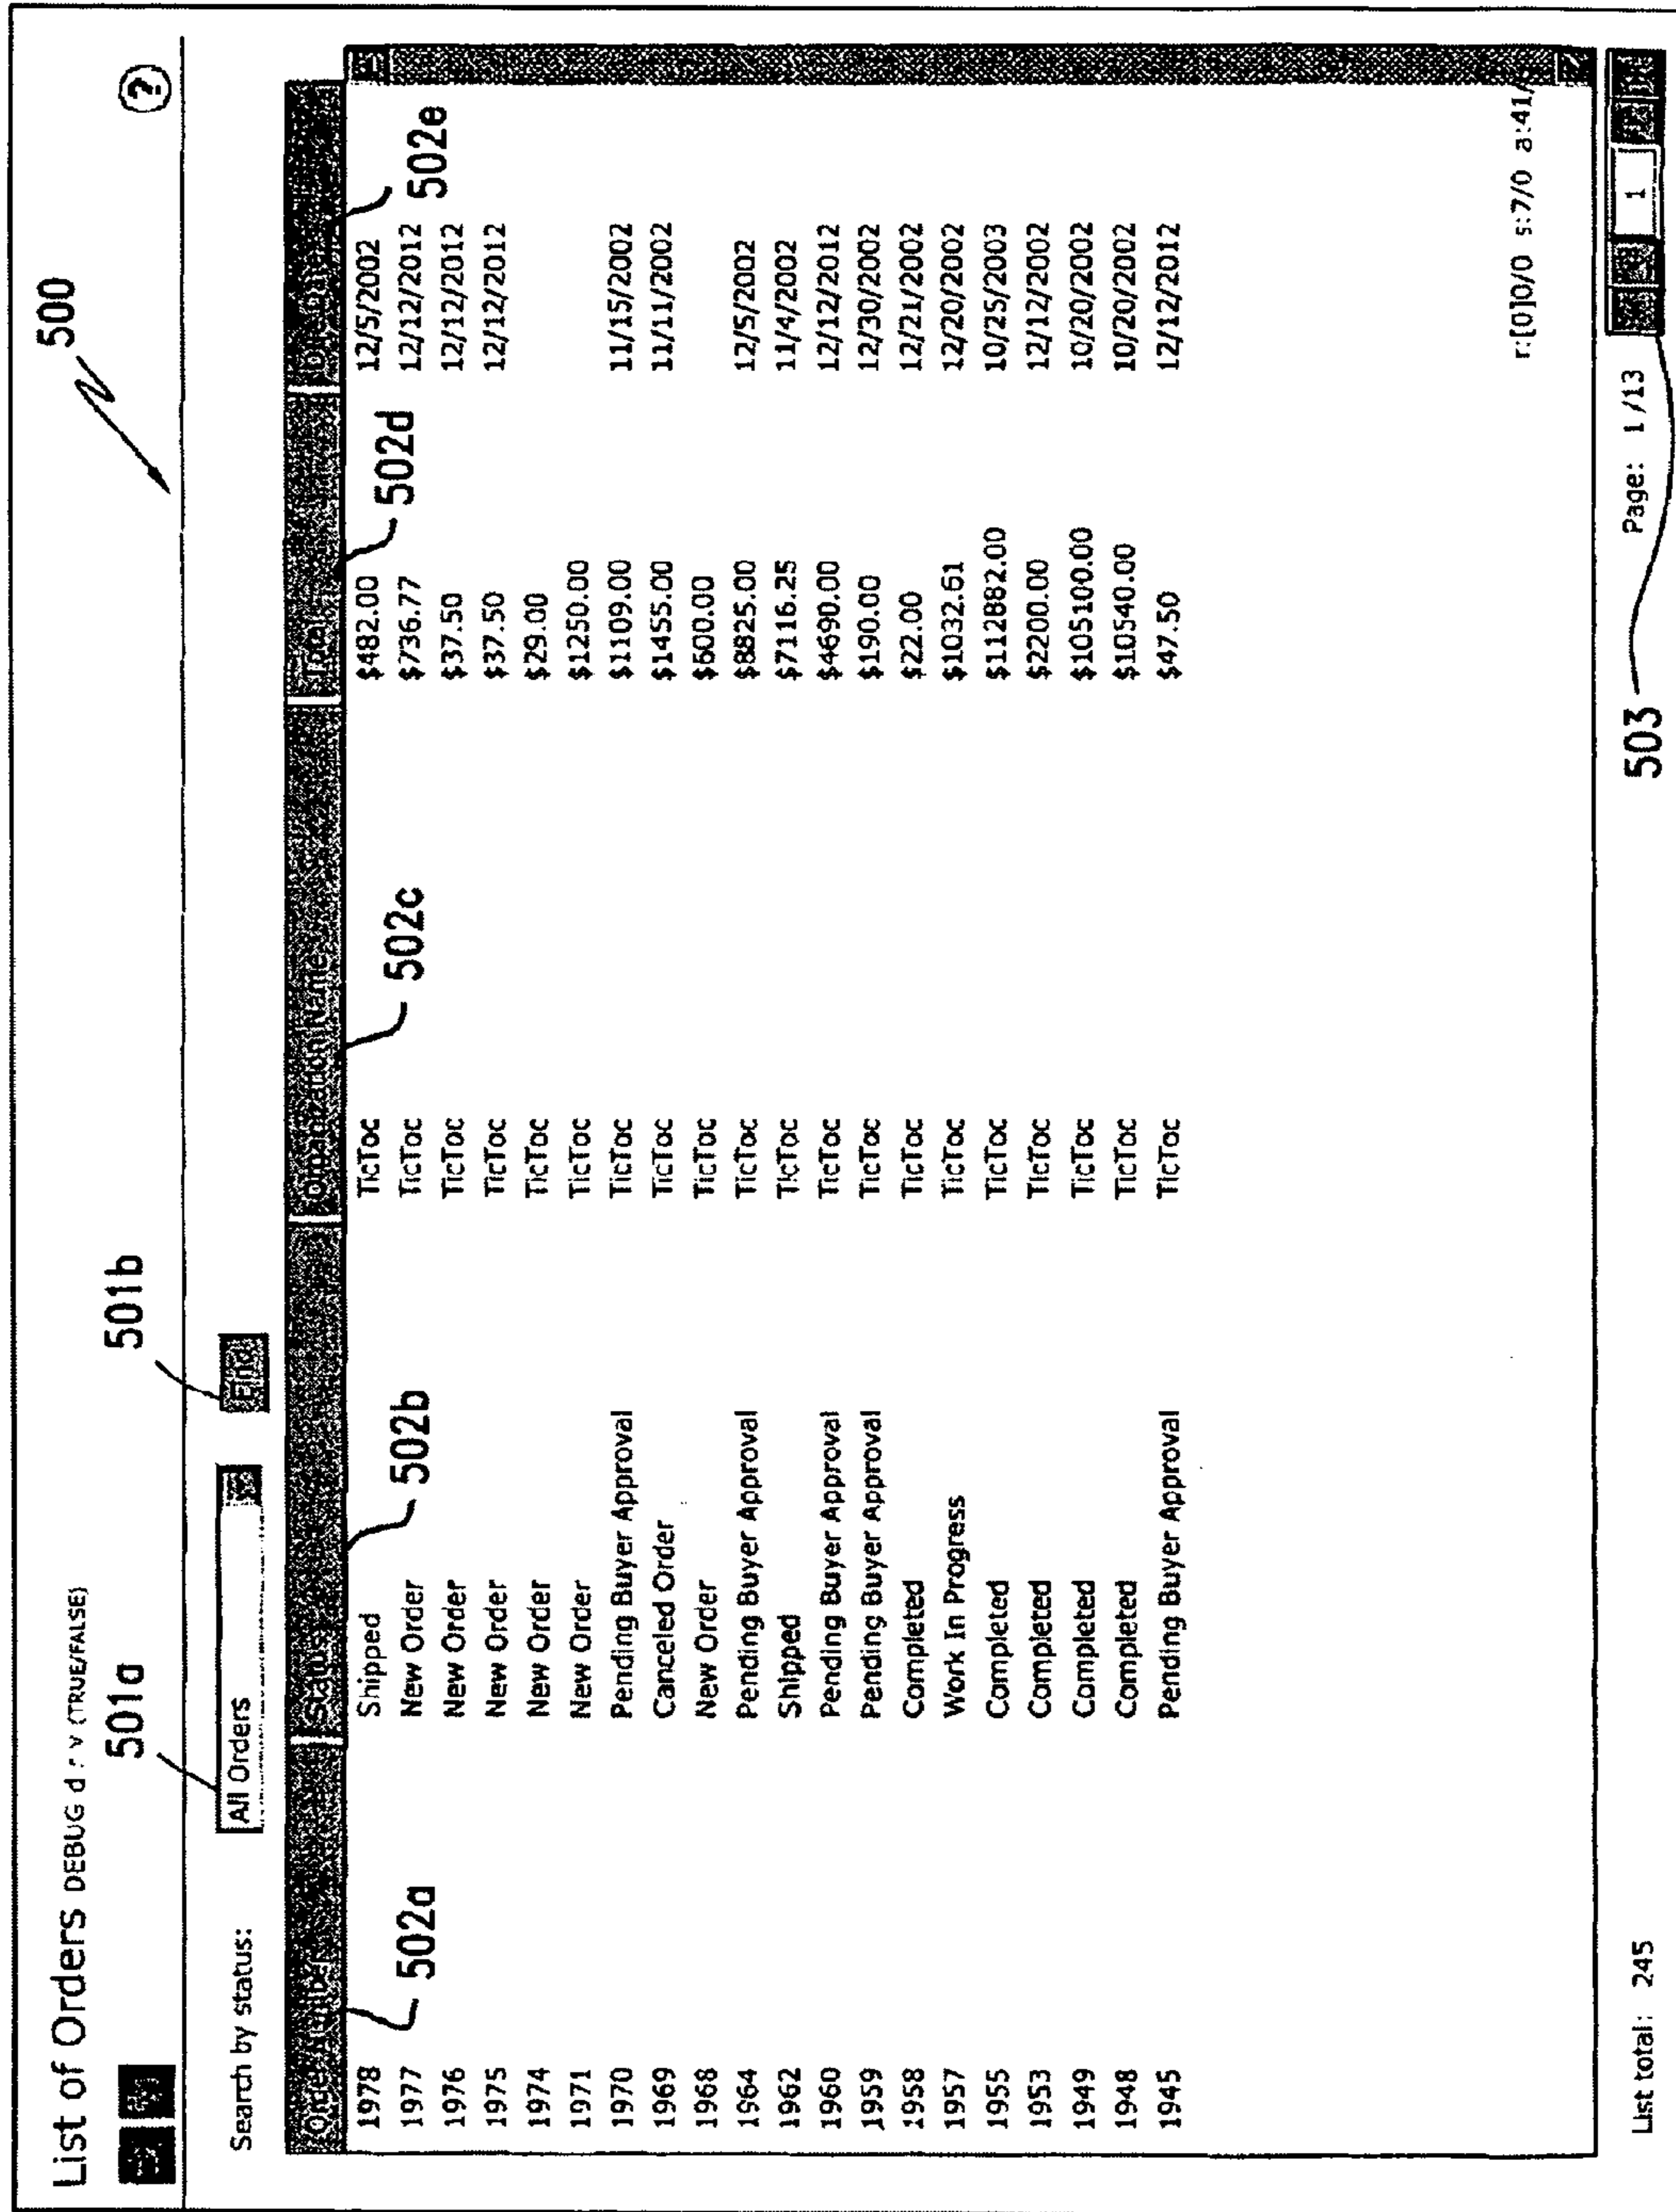 500
List of Orders DEBUG d r v (TRUE/FALSE)
?
501a 501b
Search by status: All Orders Find
Status Organization Name Total
502a 502b 502c 502d 502e
1978 Shipped TicToc $482.00 12/5/2002
1977 New Order TicToc $736.77 12/12/2012
1976 New Order TicToc $37.50 12/12/2012
1975 New Order TicToc $37.50 12/12/2012
1974 New Order TicToc $29.00
1971 New Order TicToc $1250.00
1970 Pending Buyer Approval TicToc $1109.00 11/15/2002
1969 Canceled Order TicToc $1455.00 11/11/2002
1968 New Order TicToc $600.00
1964 Pending Buyer Approval TicToc $8825.00 12/5/2002
1962 Shipped TicToc $7116.25 11/4/2002
1960 Pending Buyer Approval TicToc $4690.00 12/12/2012
1959 Pending Buyer Approval TicToc $190.00 12/30/2002
1958 Completed TicToc $22.00 12/21/2002
1957 Work In Progress TicToc $1032.61 12/20/2002
1955 Completed TicToc $112882.00 10/25/2003
1953 Completed TicToc $2200.00 12/12/2002
1949 Completed TicToc $105100.00 10/20/2002
1948 Completed TicToc $10540.00 10/20/2002
1945 Pending Buyer Approval TicToc $47.50 12/12/2012
r:[0]0/0 s:7/0 a:41/
List total: 245 Page: 1 /13 1
503